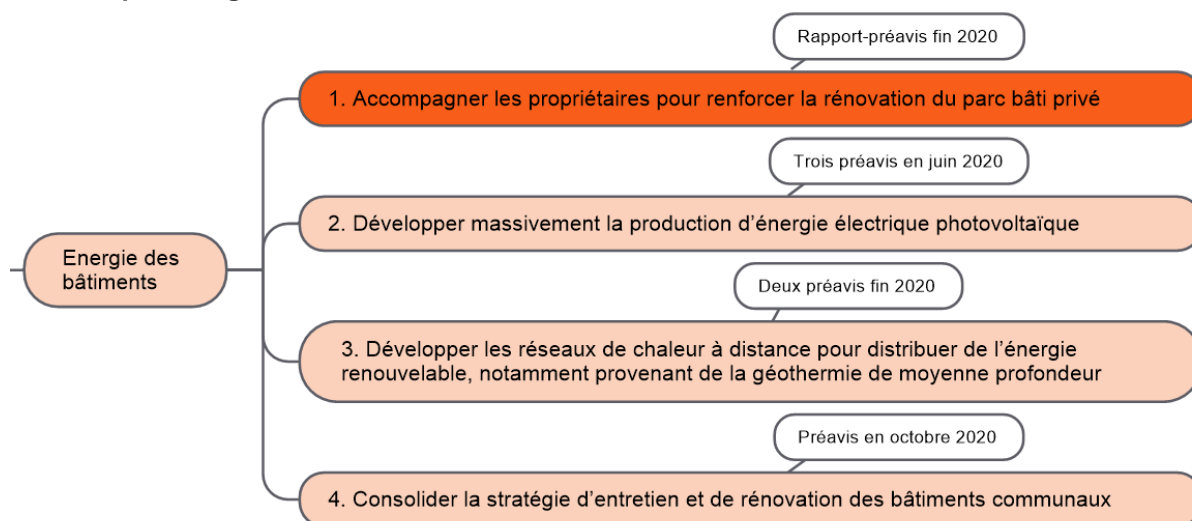 Rapport-préavis fin 2020
1. Accompagner les propriétaires pour renforcer la rénovation du parc bâti privé
Trois préavis en juin 2020
2. Développer massivement la production d’énergie électrique photovoltaïque
Energie des
bâtiments
Deux préavis fin 2020
3. Développer les réseaux de chaleur à distance pour distribuer de l’énergie
renouvelable, notamment provenant de la géothermie de moyenne profondeur
Préavis en octobre 2020
4. Consolider la stratégie d’entretien et de rénovation des bâtiments communaux